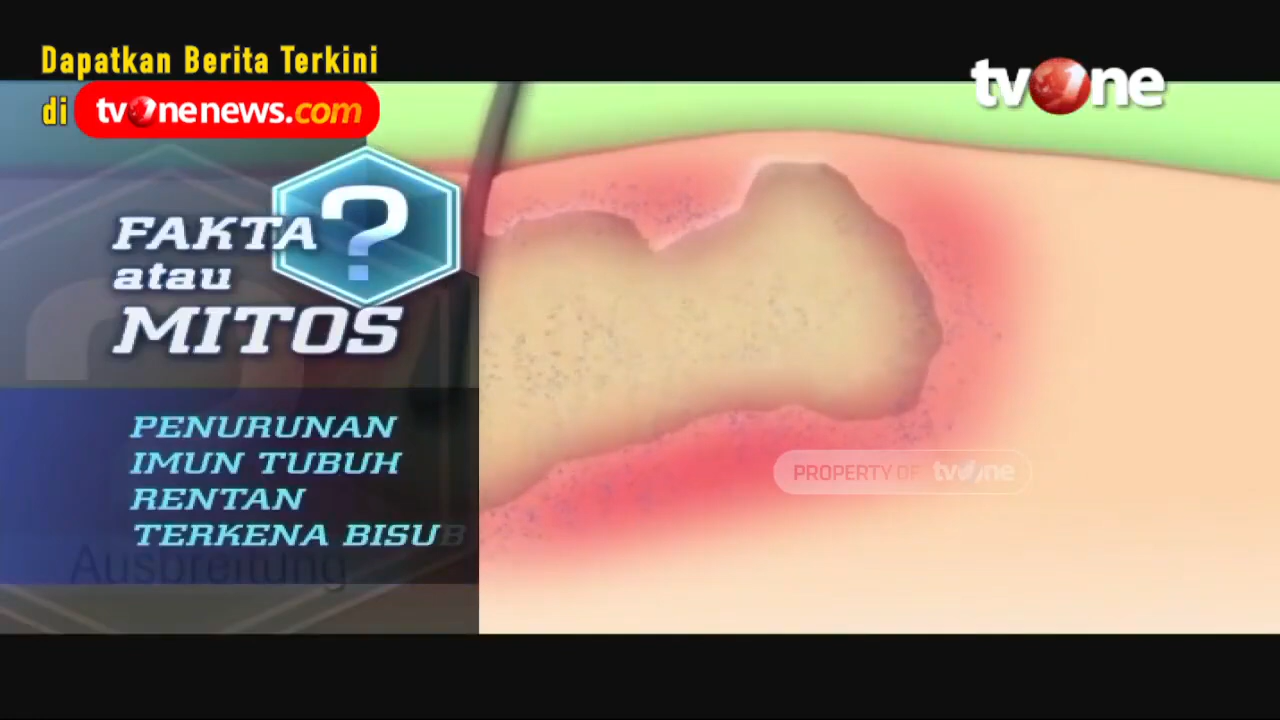 Dapatkan Berita Terkini
di tvOnenews.com
tvOne
FAKTA ?
atau
MITOS
PENURUNAN
IMUN TUBUH
RENTAN
TERKENA BISUB
PROPERTY OF tvOne
Ausbreitung